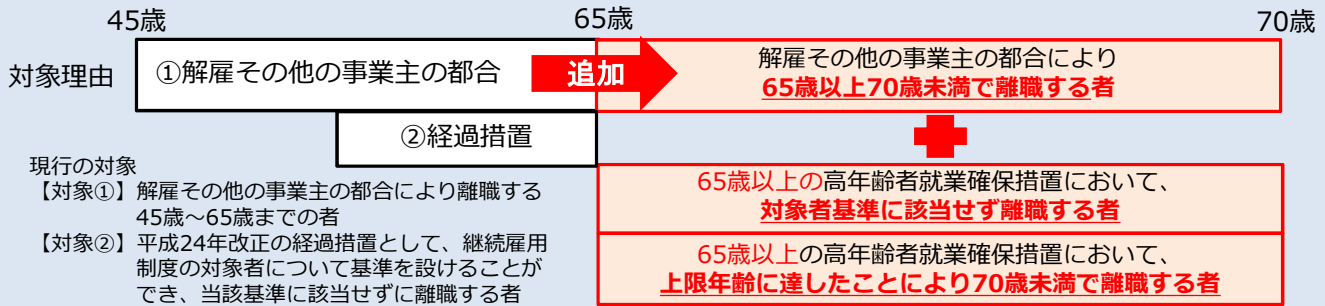 45歳
65歳
70歳
対象理由
①解雇その他の事業主の都合
追加
解雇その他の事業主の都合により
65歳以上70歳未満で離職する者
②経過措置
現行の対象
【対象①】解雇その他の事業主の都合により離職する
45歳～65歳までの者
【対象②】平成24年改正の経過措置として、継続雇用
制度の対象者について基準を設けることが
でき、当該基準に該当せずに離職する者
65歳以上の高年齢者就業確保措置において、
対象者基準に該当せず離職する者
65歳以上の高年齢者就業確保措置において、
上限年齢に達したことにより70歳未満で離職する者